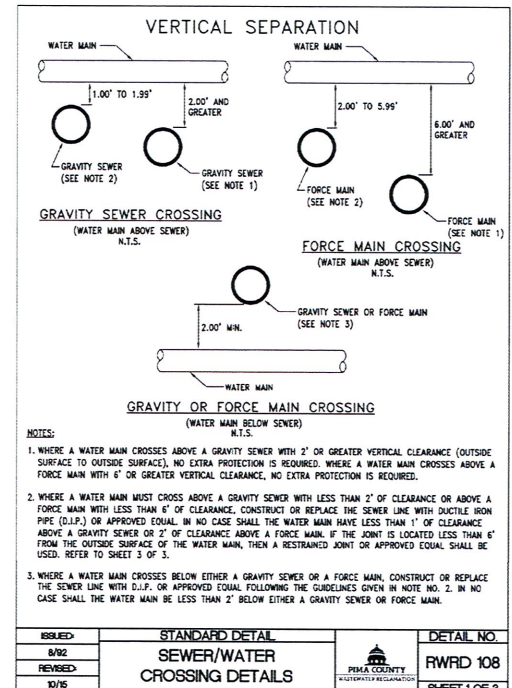 VERTICAL SEPARATION
WATER MAIN
1.00' TO 1.99'
2.00' AND
GREATER
GRAVITY SEWER
(SEE NOTE 2)
GRAVITY SEWER
(SEE NOTE 1)
GRAVITY SEWER CROSSING
(WATER MAIN ABOVE SEWER)
N.T.S.
WATER MAIN
2.00' TO 5.99'
6.00' AND
GREATER
FORCE MAIN
(SEE NOTE 2)
FORCE MAIN
(SEE NOTE 1)
FORCE MAIN CROSSING
(WATER MAIN ABOVE SEWER)
N.T.S.
GRAVITY SEWER OR FORCE MAIN
(SEE NOTE 3)
2.00' MIN.
WATER MAIN
GRAVITY OR FORCE MAIN CROSSING
(WATER MAIN BELOW SEWER)
N.T.S.
NOTES:
1. WHERE A WATER MAIN CROSSES ABOVE A GRAVITY SEWER WITH 2' OR GREATER VERTICAL CLEARANCE (OUTSIDE
SURFACE TO OUTSIDE SURFACE), NO EXTRA PROTECTION IS REQUIRED. WHERE A WATER MAIN CROSSES ABOVE A
FORCE MAIN WITH 6' OR GREATER VERTICAL CLEARANCE, NO EXTRA PROTECTION IS REQUIRED.
2. WHERE A WATER MAIN MUST CROSS ABOVE A GRAVITY SEWER WITH LESS THAN 2' OF CLEARANCE OR ABOVE A
FORCE MAIN WITH LESS THAN 6' OF CLEARANCE, CONSTRUCT OR REPLACE THE SEWER LINE WITH DUCTILE IRON
PIPE (D.I.P.) OR APPROVED EQUAL. IN NO CASE SHALL THE WATER MAIN HAVE LESS THAN 1' OF CLEARANCE
ABOVE A GRAVITY SEWER OR 2' OF CLEARANCE ABOVE A FORCE MAIN. IF THE JOINT IS LOCATED LESS THAN 6'
FROM THE OUTSIDE SURFACE OF THE WATER MAIN, THEN A RESTRAINED JOINT OR APPROVED EQUAL SHALL BE
USED. REFER TO SHEET 3 OF 3.
3. WHERE A WATER MAIN CROSSES BELOW EITHER A GRAVITY SEWER OR A FORCE MAIN, CONSTRUCT OR REPLACE
THE SEWER LINE WITH D.I.P. OR APPROVED EQUAL FOLLOWING THE GUIDELINES GIVEN IN NOTE NO. 2. IN NO
CASE SHALL THE WATER MAIN BE LESS THAN 2' BELOW EITHER A GRAVITY SEWER OR FORCE MAIN.
ISSUED:
8/92
REVISED:
10/15
STANDARD DETAIL
SEWER/WATER
CROSSING DETAILS
PIMA COUNTY
WASTEWATER RECLAMATION
DETAIL NO.
RWRD 108
SHEET 1 OF 3